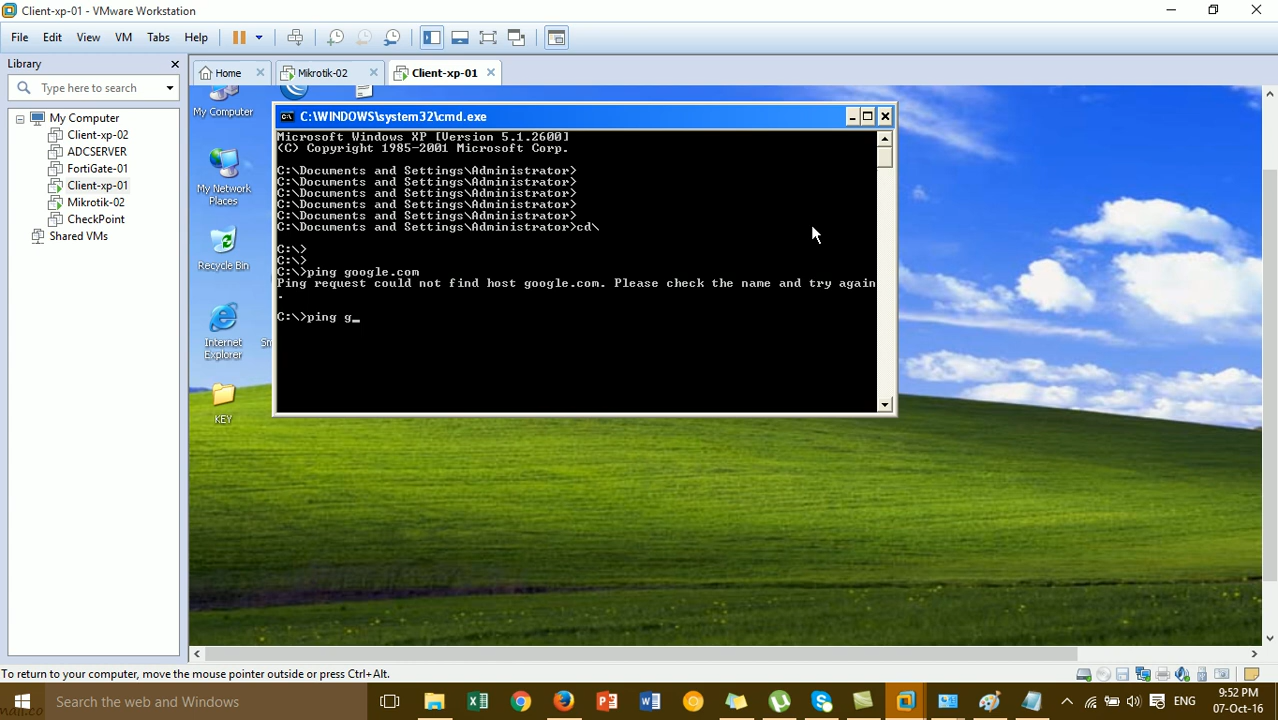 Client-xp-01 - VMware Workstation
File Edit View VM Tabs Help
Library
Type here to search
My Computer
Client-xp-02
ADCSERVER
FortiGate-01
Client-xp-01
Mikrotik-02
CheckPoint
Shared VMs
Home Mikrotik-02 Client-xp-01
My Computer
My Network
Places
Recycle Bin
Internet
Explorer
KEY
C:\WINDOWS\system32\cmd.exe
Microsoft Windows XP [Version 5.1.2600]
(C) Copyright 1985-2001 Microsoft Corp.
C:\Documents and Settings\Administrator>
C:\Documents and Settings\Administrator>
C:\Documents and Settings\Administrator>
C:\Documents and Settings\Administrator>
C:\Documents and Settings\Administrator>
C:\Documents and Settings\Administrator>cd\
C:\>
C:\>
C:\>ping google.com
Ping request could not find host google.com. Please check the name and try again
.
C:\>ping g_
To return to your computer, move the mouse pointer outside or press Ctrl+Alt.
Search the web and Windows
ENG
9:52 PM
07-Oct-16